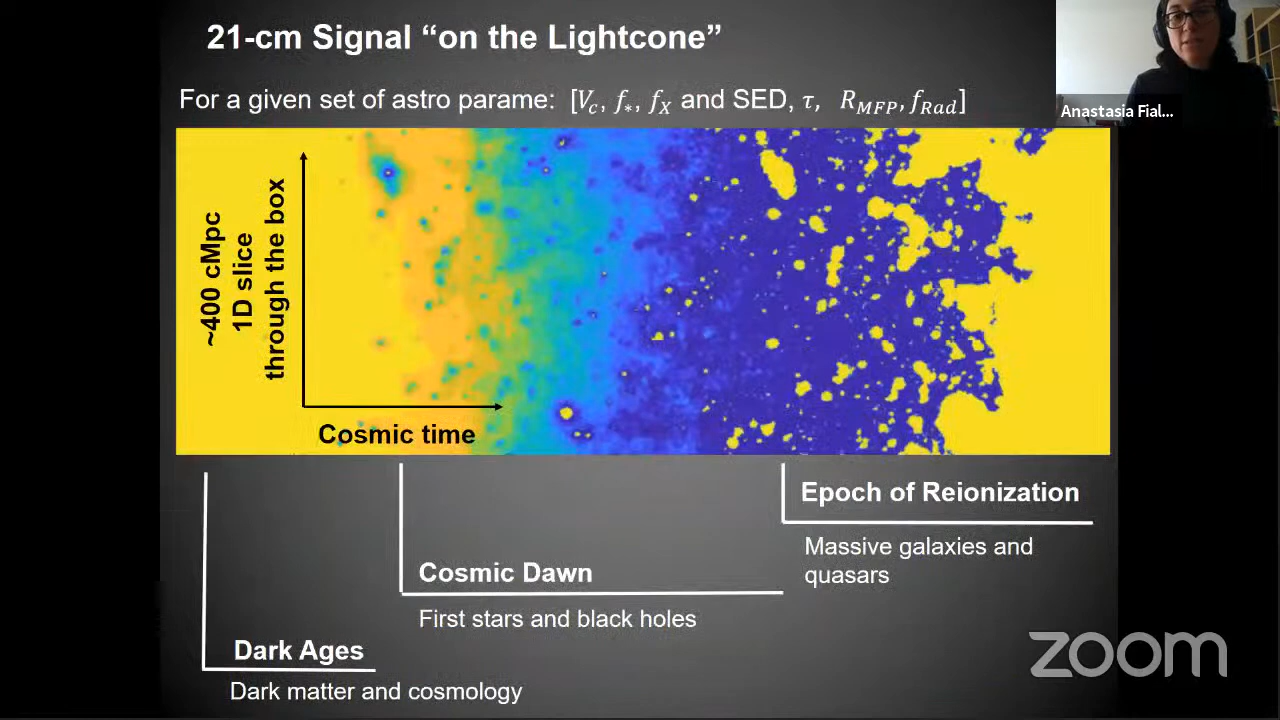 21-cm Signal “on the Lightcone”
For a given set of astro parame: [V_c, f_*, f_X and SED, τ, R_MFP, f_Rad]
Anastasia Fial...
~400 cMpc
1D slice
through the box
Cosmic time
Epoch of Reionization
Massive galaxies and
quasars
Cosmic Dawn
First stars and black holes
Dark Ages
Dark matter and cosmology
zoom